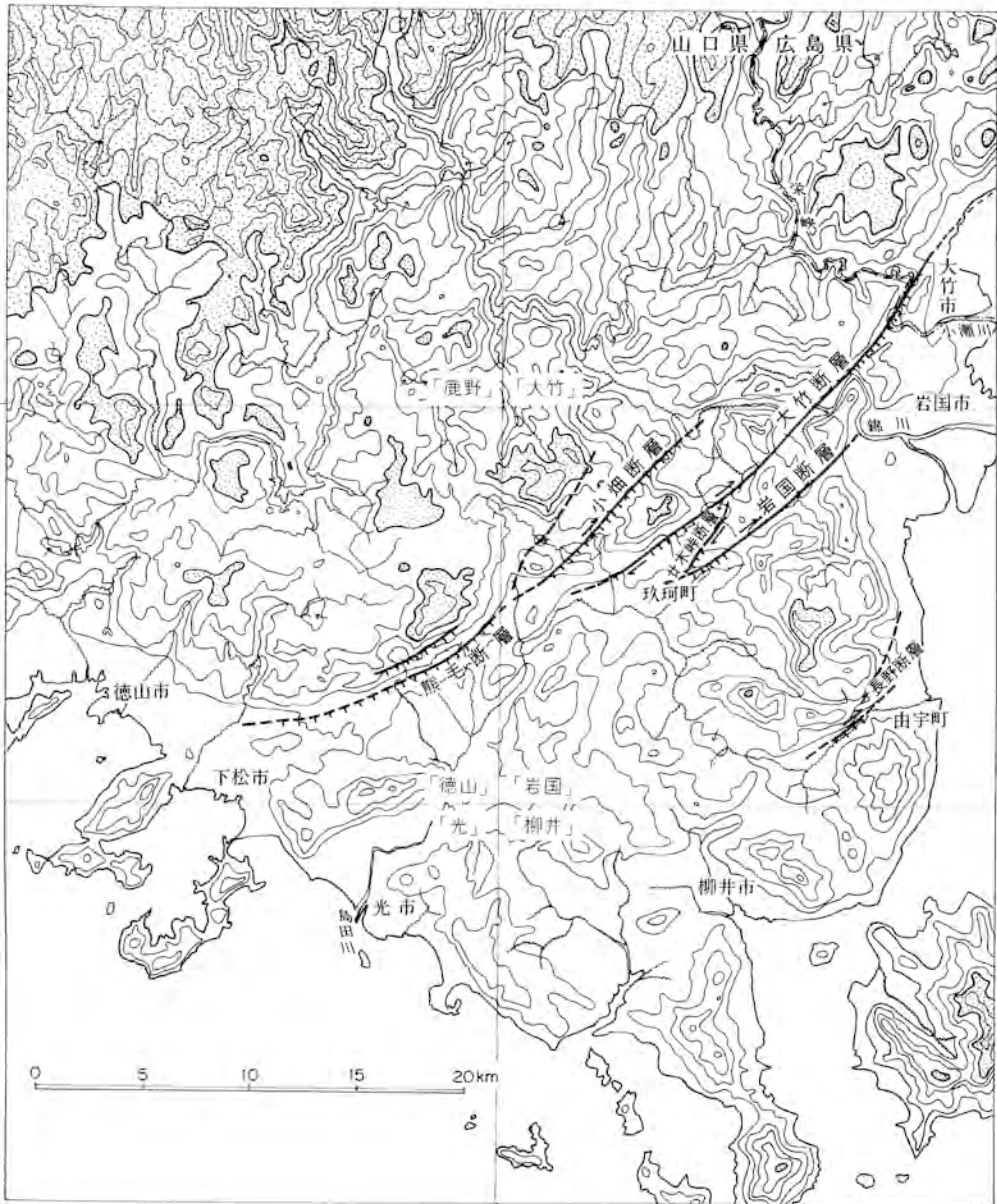 山口県 広島県
大竹市
小瀬川
「鹿野」「大竹」
大竹断層
岩国市
錦川
小畑断層
岩国断層
玖珂町
熊毛断層
長野断層
徳山市
由宇町
下松市
「徳山」「岩国」
「光」「柳井」
柳井市
光市
島田川
0 5 10 15 20km